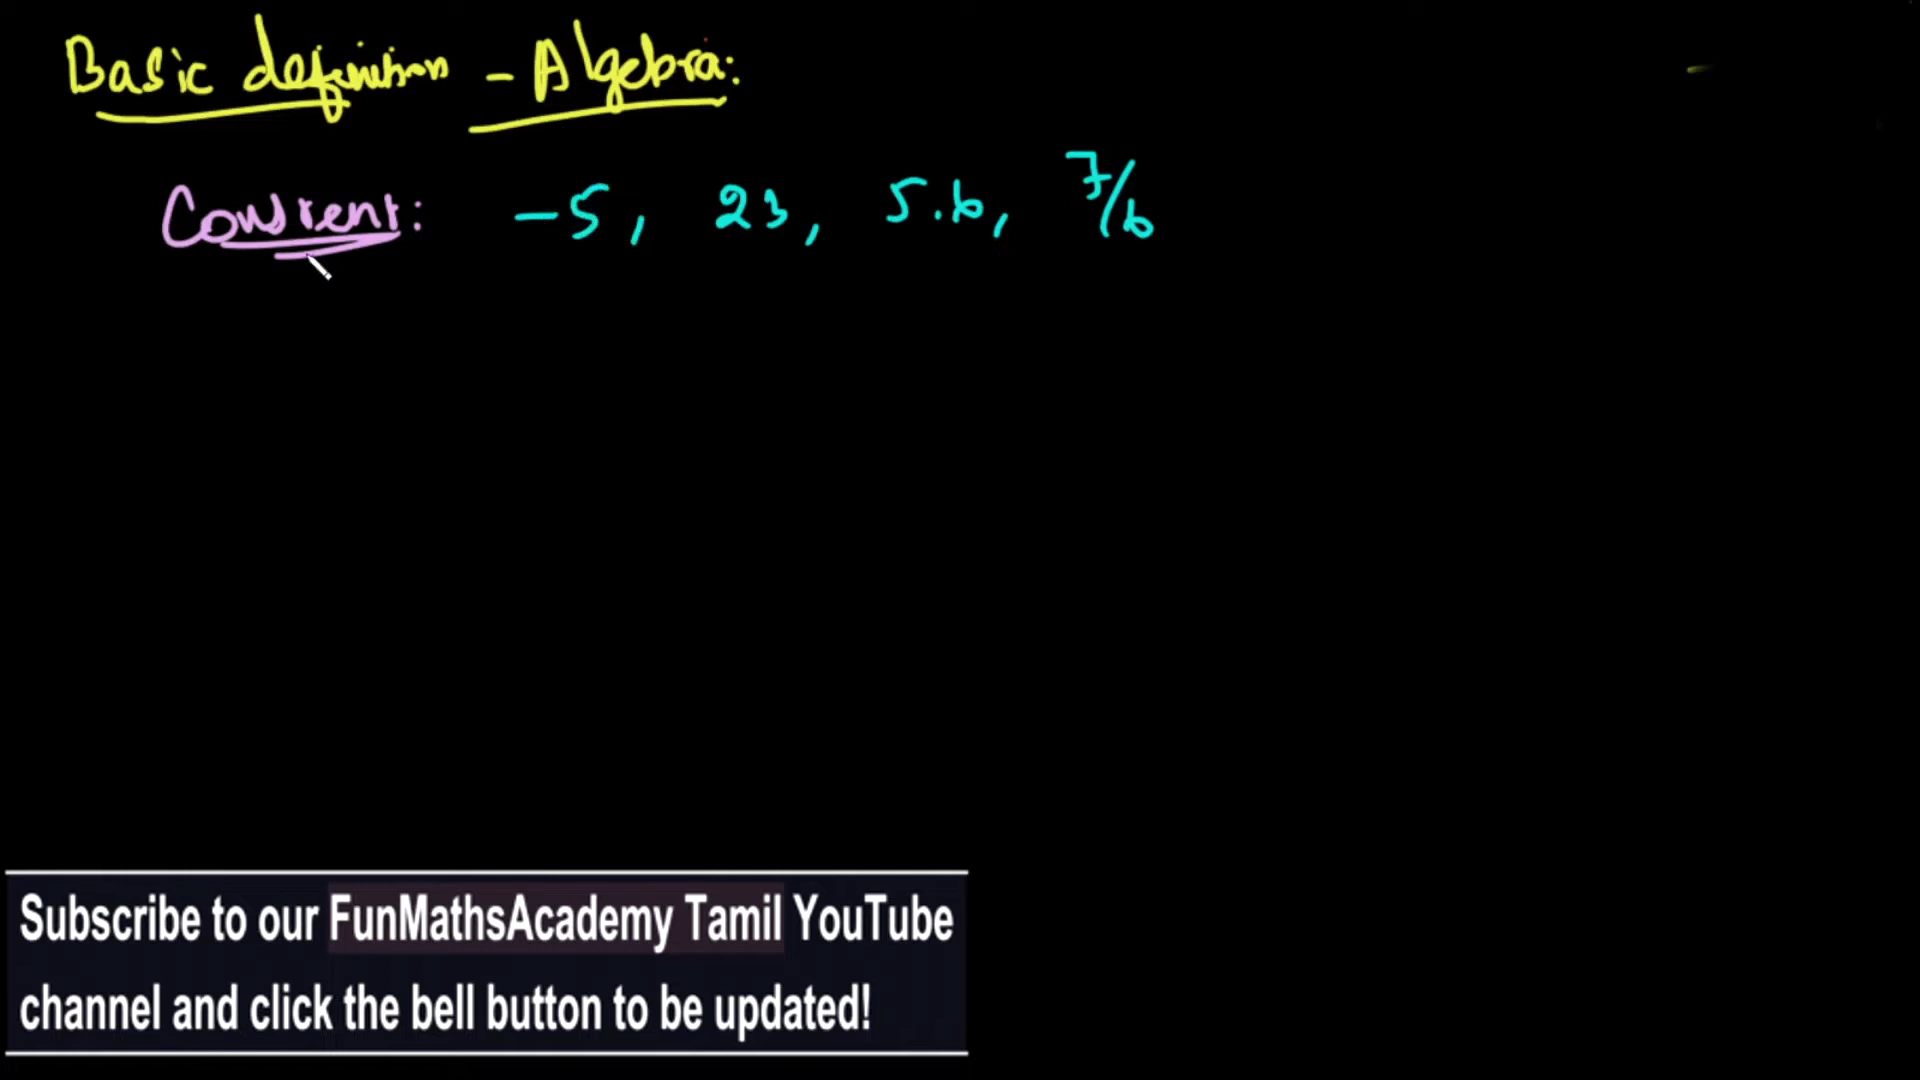 Basic definition - Algebra:
Constent: -5, 23, 5.6, 7/6
Subscribe to our FunMathsAcademy Tamil YouTube
channel and click the bell button to be updated!